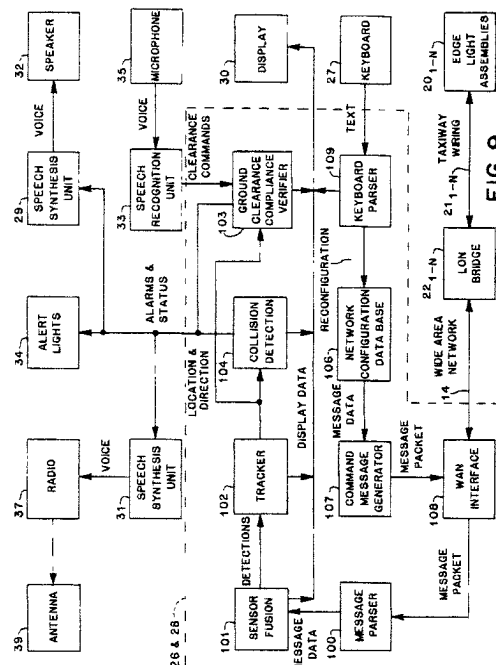 39
ANTENNA
37
RADIO
VOICE
31
SPEECH
SYNTHESIS
UNIT
34
ALERT
LIGHTS
ALARMS &
STATUS
29
SPEECH
SYNTHESIS
UNIT
VOICE
32
SPEAKER
35
MICROPHONE
VOICE
33
SPEECH
RECOGNITION
UNIT
CLEARANCE
COMMANDS
26 & 28
LOCATION &
DIRECTION
101
SENSOR
FUSION
DETECTIONS
102
TRACKER
104
COLLISION
DETECTION
103
GROUND
CLEARANCE
COMPLIANCE
VERIFIER
30
DISPLAY
DISPLAY DATA
MESSAGE
DATA
RECONFIGURATION
100
MESSAGE
PARSER
107
COMMAND
MESSAGE
GENERATOR
MESSAGE
DATA
106
NETWORK
CONFIGURATION
DATA BASE
109
KEYBOARD
PARSER
TEXT
27
KEYBOARD
MESSAGE
PACKET
MESSAGE
PACKET
108
WAN
INTERFACE
14
WIDE AREA
NETWORK
22 1-N
LON
BRIDGE
21 1-N
TAXIWAY
WIRING
20 1-N
EDGE
LIGHT
ASSEMBLIES
FIG. 9